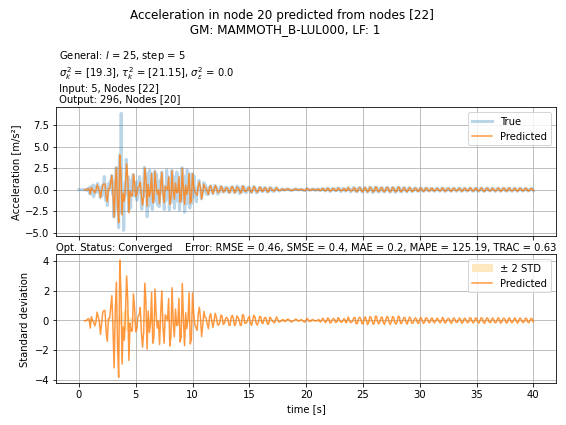 Acceleration in node 20 predicted from nodes [22]
GM: MAMMOTH_B-LUL000, LF: 1
General: l = 25, step = 5
σ²ₖ = [19.3], τ²ₖ = [21.15], σ²ε = 0.0
Input: 5, Nodes [22]
Output: 296, Nodes [20]
Acceleration [m/s²]
7.5
5.0
2.5
0.0
−2.5
−5.0
True
Predicted
Opt. Status: Converged Error: RMSE = 0.46, SMSE = 0.4, MAE = 0.2, MAPE = 125.19, TRAC = 0.63
Standard deviation
4
2
0
−2
−4
± 2 STD
Predicted
0 5 10 15 20 25 30 35 40
time [s]